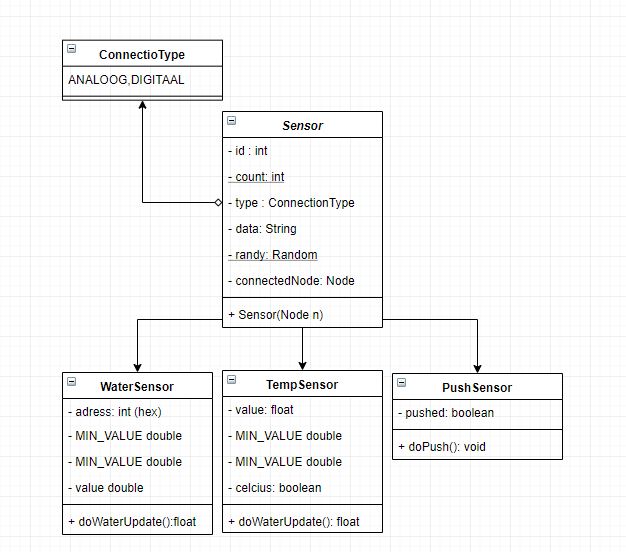 ConnectioType
ANALOOG,DIGITAAL
Sensor
- id : int
- count: int
- type : ConnectionType
- data: String
- randy: Random
- connectedNode: Node
+ Sensor(Node n)
WaterSensor
- adress: int (hex)
- MIN_VALUE double
- MIN_VALUE double
- value double
+ doWaterUpdate():float
TempSensor
- value: float
- MIN_VALUE double
- MIN_VALUE double
- celcius: boolean
+ doWaterUpdate(): float
PushSensor
- pushed: boolean
+ doPush(): void